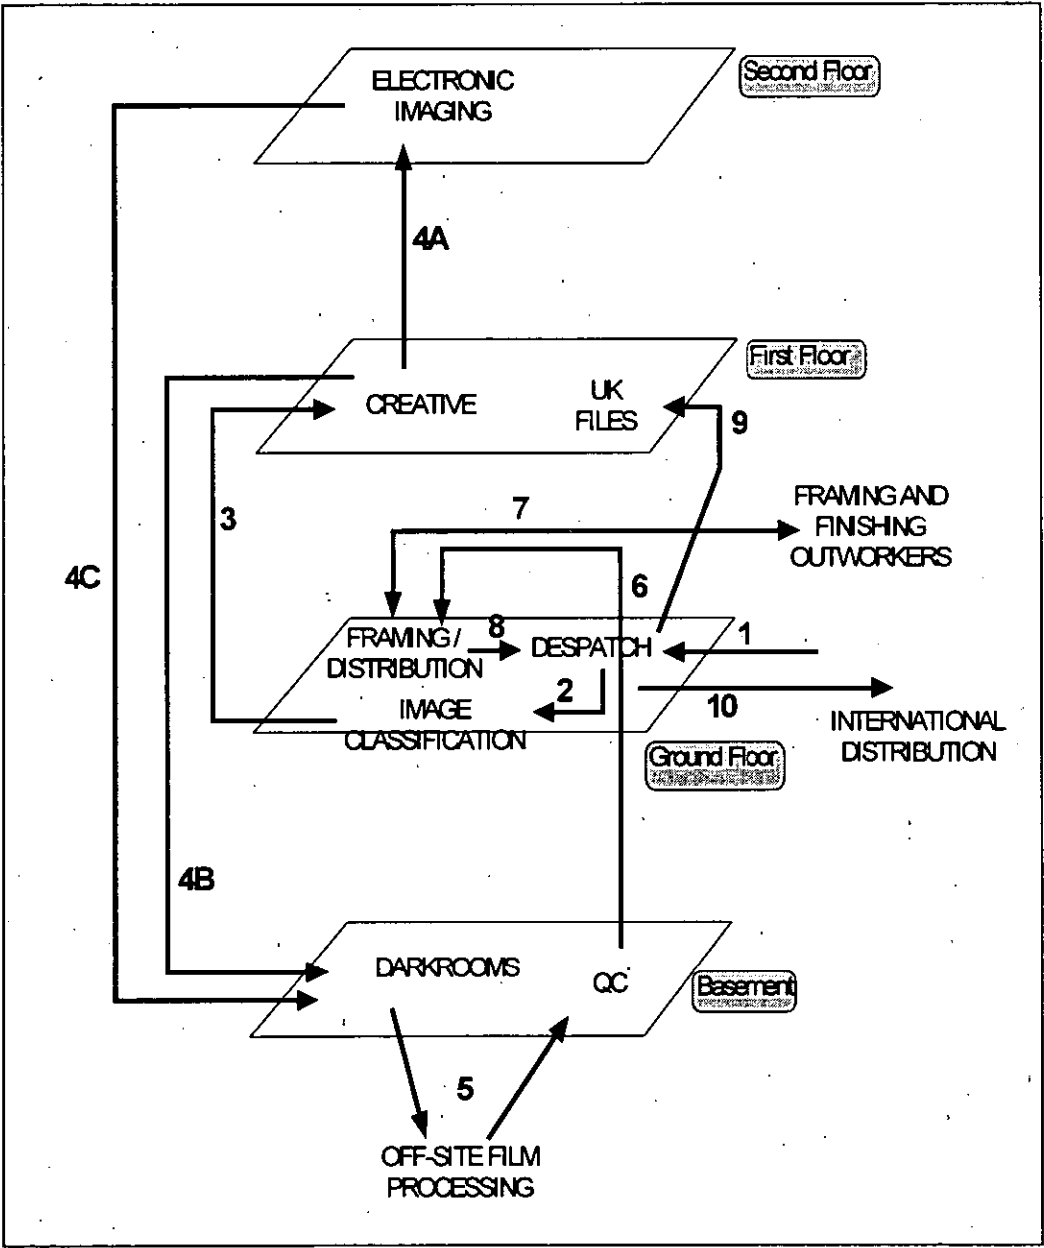 ELECTRONIC
IMAGING
Second Floor
4A
First Floor
CREATIVE
UK
FILES
9
3
7
FRAMING AND
FINISHING
OUTWORKERS
4C
6
FRAMING /
DISTRIBUTION
8
DESPATCH
1
2
IMAGE
CLASSIFICATION
10
INTERNATIONAL
DISTRIBUTION
Ground Floor
4B
DARKROOMS
QC
Basement
5
OFF-SITE FILM
PROCESSING